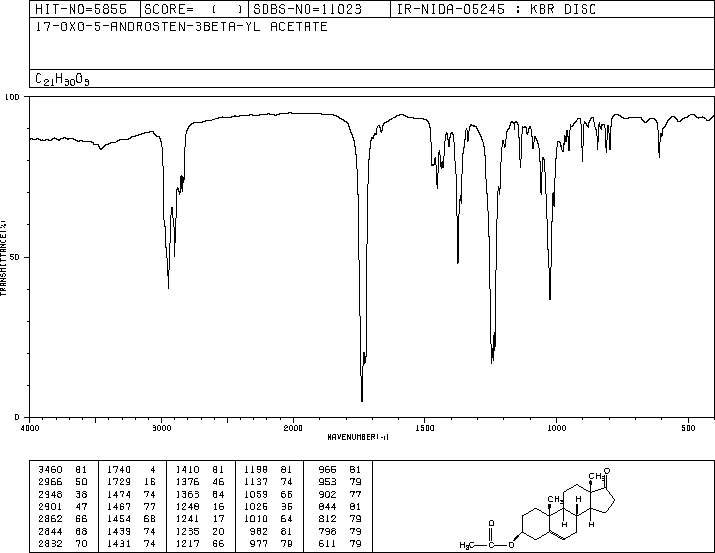 HIT-NO=5855 SCORE= ( ) SDBS-NO=11023 IR-NIDA-05245 : KBR DISC
17-OXO-5-ANDROSTEN-3BETA-YL ACETATE
C21H30O3
100
TRANSMITTANCE(%)
50
0
4000 3000 2000 1500 1000 500
WAVENUMBER(-1)
3460 81 1740 4 1410 81 1198 81 966 81
2966 50 1729 16 1376 46 1137 74 953 79
2948 38 1474 74 1363 64 1059 66 902 77
2901 47 1467 77 1248 16 1026 36 844 81
2862 66 1454 68 1241 17 1010 64 812 79
2844 68 1439 74 1235 20 982 81 798 79
2832 70 1431 74 1217 66 977 79 611 79
O
CH3
CH3
H
H H
O
H3C C O